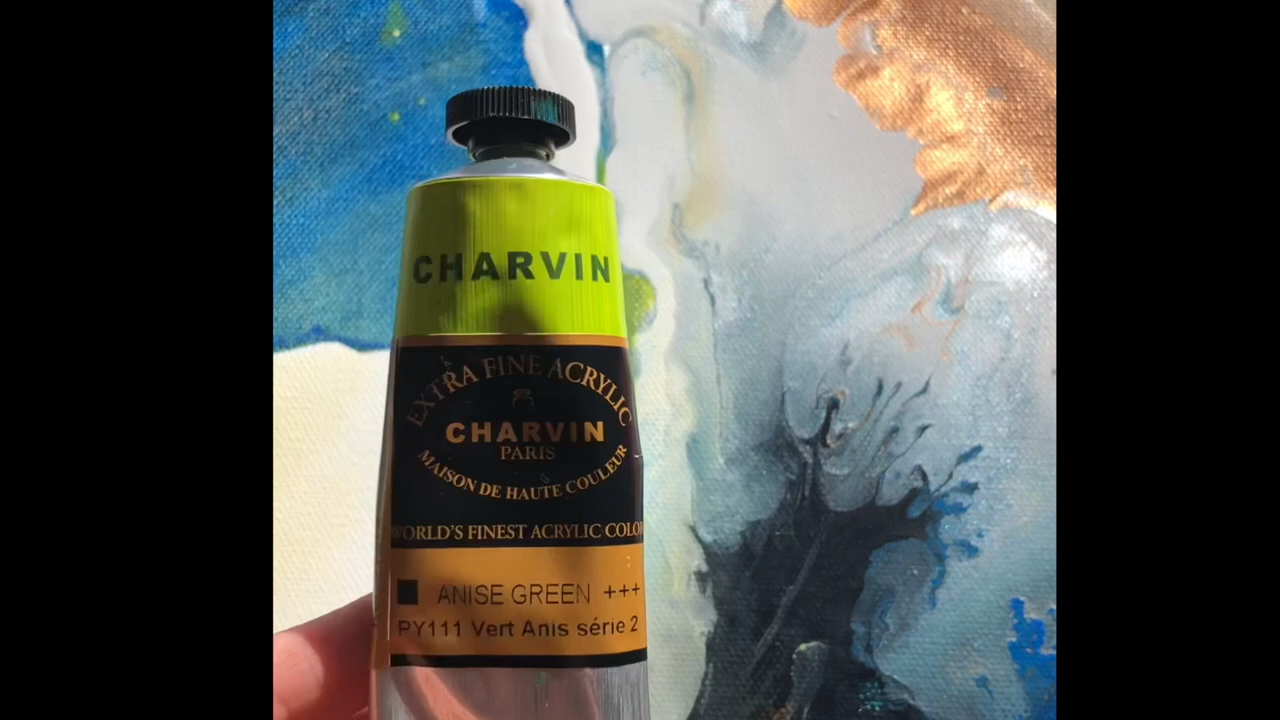 CHARVIN
EXTRA FINE ACRYLIC
CHARVIN
PARIS
MAISON DE HAUTE COULEUR
WORLD'S FINEST ACRYLIC COLOR
ANISE GREEN +++
PY111 Vert Anis série 2